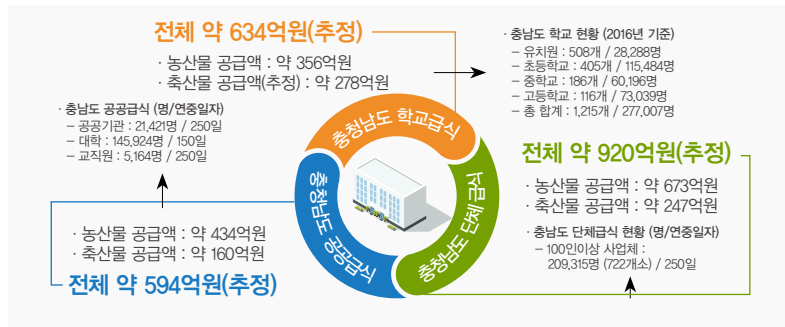 전체 약 634억원(추정)
· 농산물 공급액 : 약 356억원
· 축산물 공급액(추정) : 약 278억원
· 충남도 학교 현황 (2016년 기준)
– 유치원 : 508개 / 28,288명
– 초등학교 : 405개 / 115,484명
– 중학교 : 186개 / 60,196명
– 고등학교 : 116개 / 73,039명
– 총 합계 : 1,215개 / 277,007명
· 충남도 공공급식 (명/연중일자)
– 공공기관 : 21,421명 / 250일
– 대학 : 145,924명 / 150일
– 교직원 : 5,164명 / 250일
충청남도 학교급식
충청남도 단체급식
충청남도 공공급식
전체 약 920억원(추정)
· 농산물 공급액 : 약 673억원
· 축산물 공급액 : 약 247억원
· 충남도 단체급식 현황 (명/연중일자)
– 100인이상 사업체 :
209,315명 (722개소) / 250일
· 농산물 공급액 : 약 434억원
· 축산물 공급액 : 약 160억원
전체 약 594억원(추정)